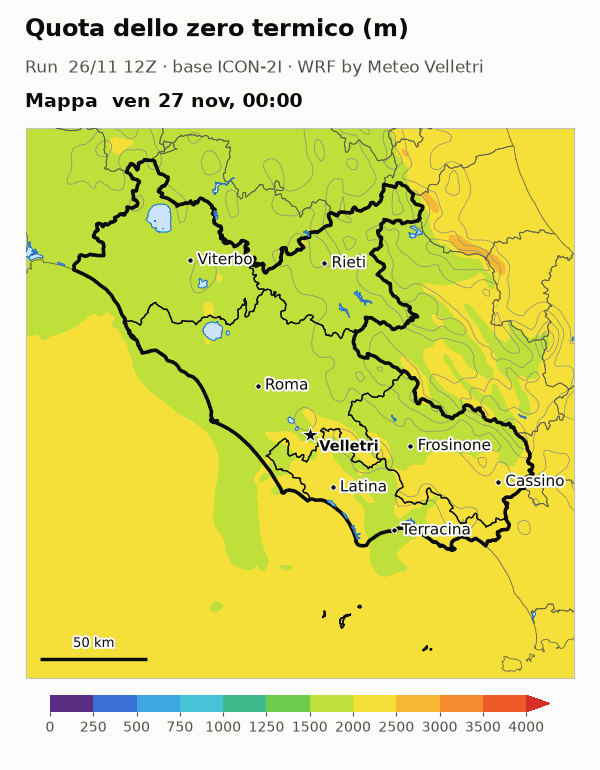 Quota dello zero termico (m)
Run  26/11 12Z · base ICON-2I · WRF by Meteo Velletri
Mappa  ven 27 nov, 00:00
Viterbo
Rieti
Roma
Velletri
Frosinone
Latina
Cassino
Terracina
50 km
0 250 500 750 1000 1250 1500 2000 2500 3000 3500 4000